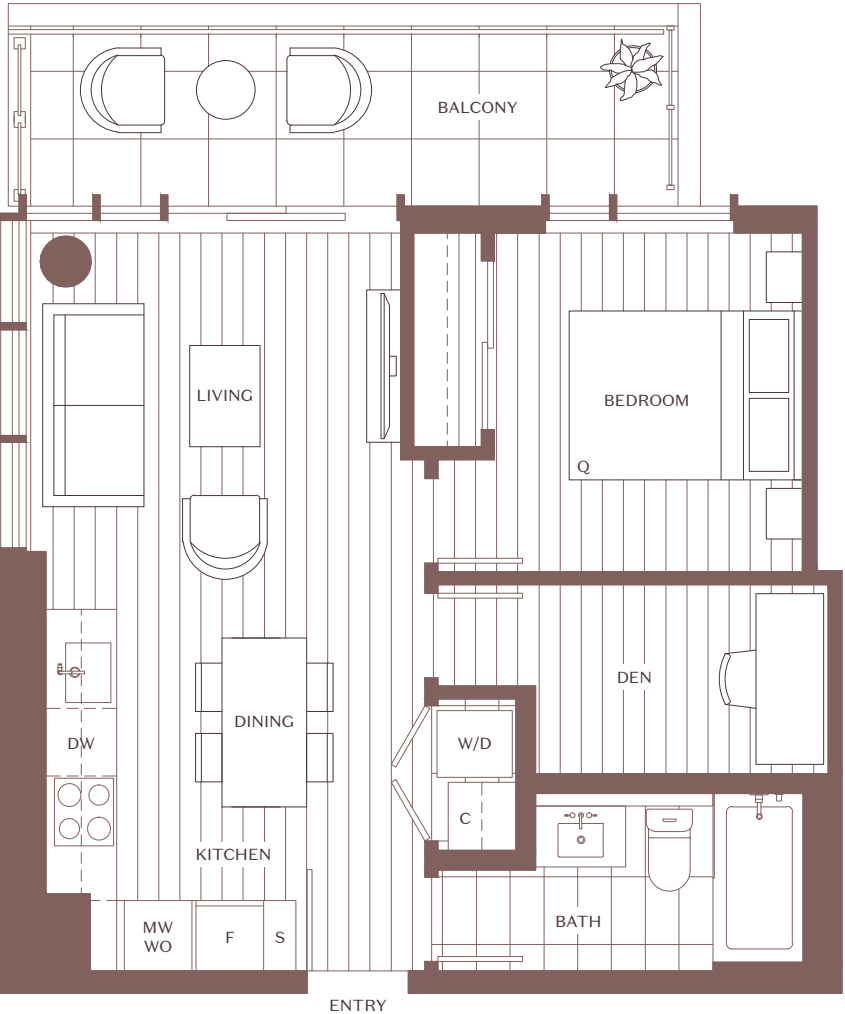 BALCONY
LIVING
BEDROOM
Q
DEN
DINING
DW
W/D
C
KITCHEN
MW
WO
F
S
BATH
ENTRY